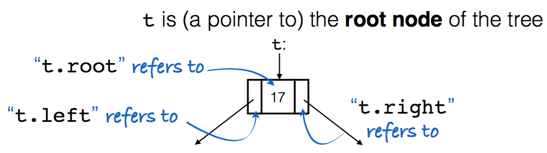 t is (a pointer to) the root node of the tree
t:
"t.root" refers to
17
"t.left" refers to
"t.right"
refers to